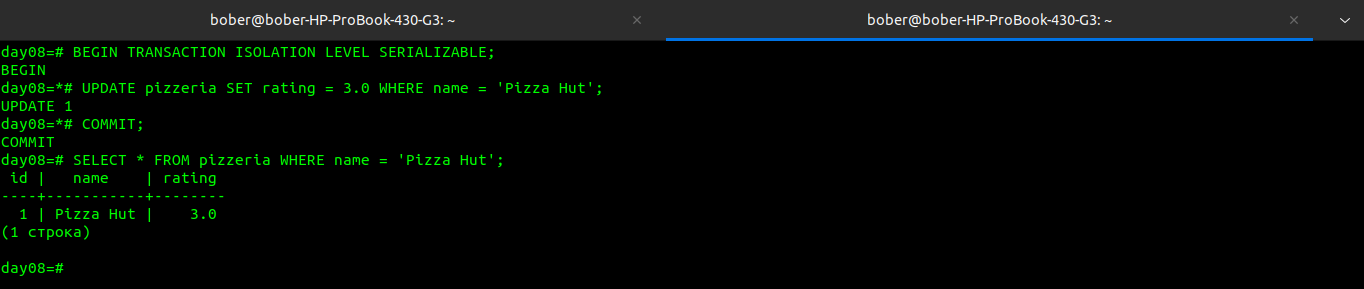 bober@bober-HP-ProBook-430-G3: ~
bober@bober-HP-ProBook-430-G3: ~
day08=# BEGIN TRANSACTION ISOLATION LEVEL SERIALIZABLE;
BEGIN
day08=*# UPDATE pizzeria SET rating = 3.0 WHERE name = 'Pizza Hut';
UPDATE 1
day08=*# COMMIT;
COMMIT
day08=# SELECT * FROM pizzeria WHERE name = 'Pizza Hut';
 id |   name    | rating
----+-----------+--------
  1 | Pizza Hut |    3.0
(1 строка)
day08=#